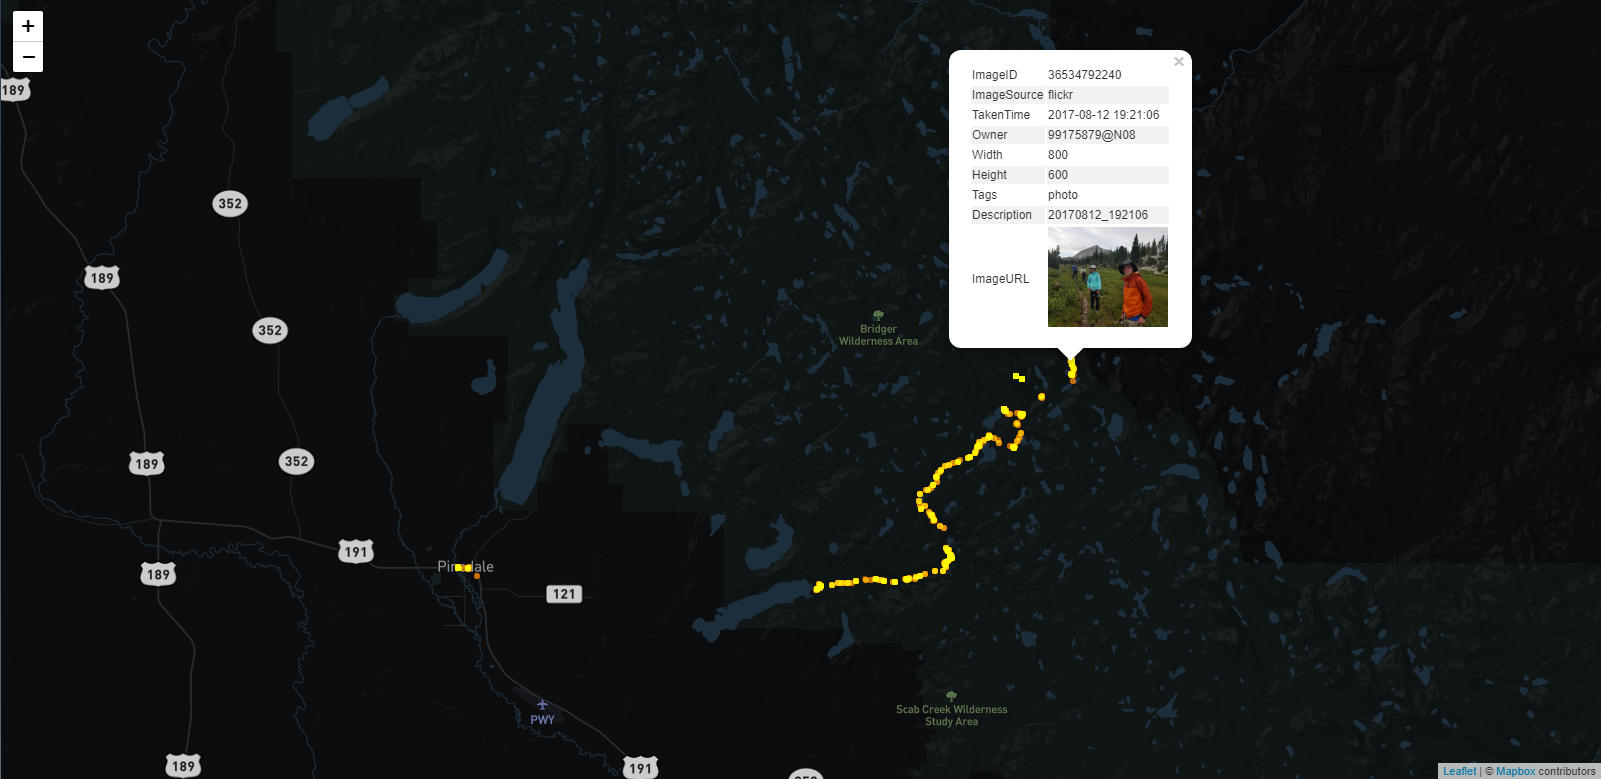 +
−
189
352
189
352
352
189
191
189
Pin dale
121
PWY
189
191
Bridger
Wilderness Area
Scab Creek Wilderness
Study Area
×
ImageID 36534792240
ImageSource flickr
TakenTime 2017-08-12 19:21:06
Owner 99175879@N08
Width 800
Height 600
Tags photo
Description 20170812_192106
ImageURL
Leaflet | © Mapbox contributors